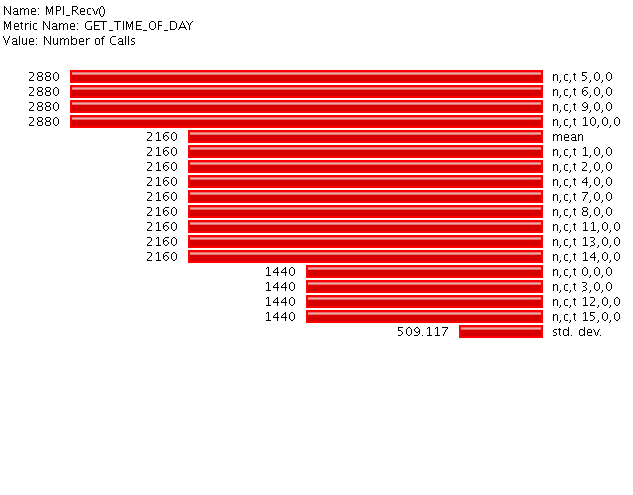 Name: MPI_Recv()
Metric Name: GET_TIME_OF_DAY
Value: Number of Calls
2880 n,c,t 5,0,0
2880 n,c,t 6,0,0
2880 n,c,t 9,0,0
2880 n,c,t 10,0,0
2160 mean
2160 n,c,t 1,0,0
2160 n,c,t 2,0,0
2160 n,c,t 4,0,0
2160 n,c,t 7,0,0
2160 n,c,t 8,0,0
2160 n,c,t 11,0,0
2160 n,c,t 13,0,0
2160 n,c,t 14,0,0
1440 n,c,t 0,0,0
1440 n,c,t 3,0,0
1440 n,c,t 12,0,0
1440 n,c,t 15,0,0
509.117 std. dev.